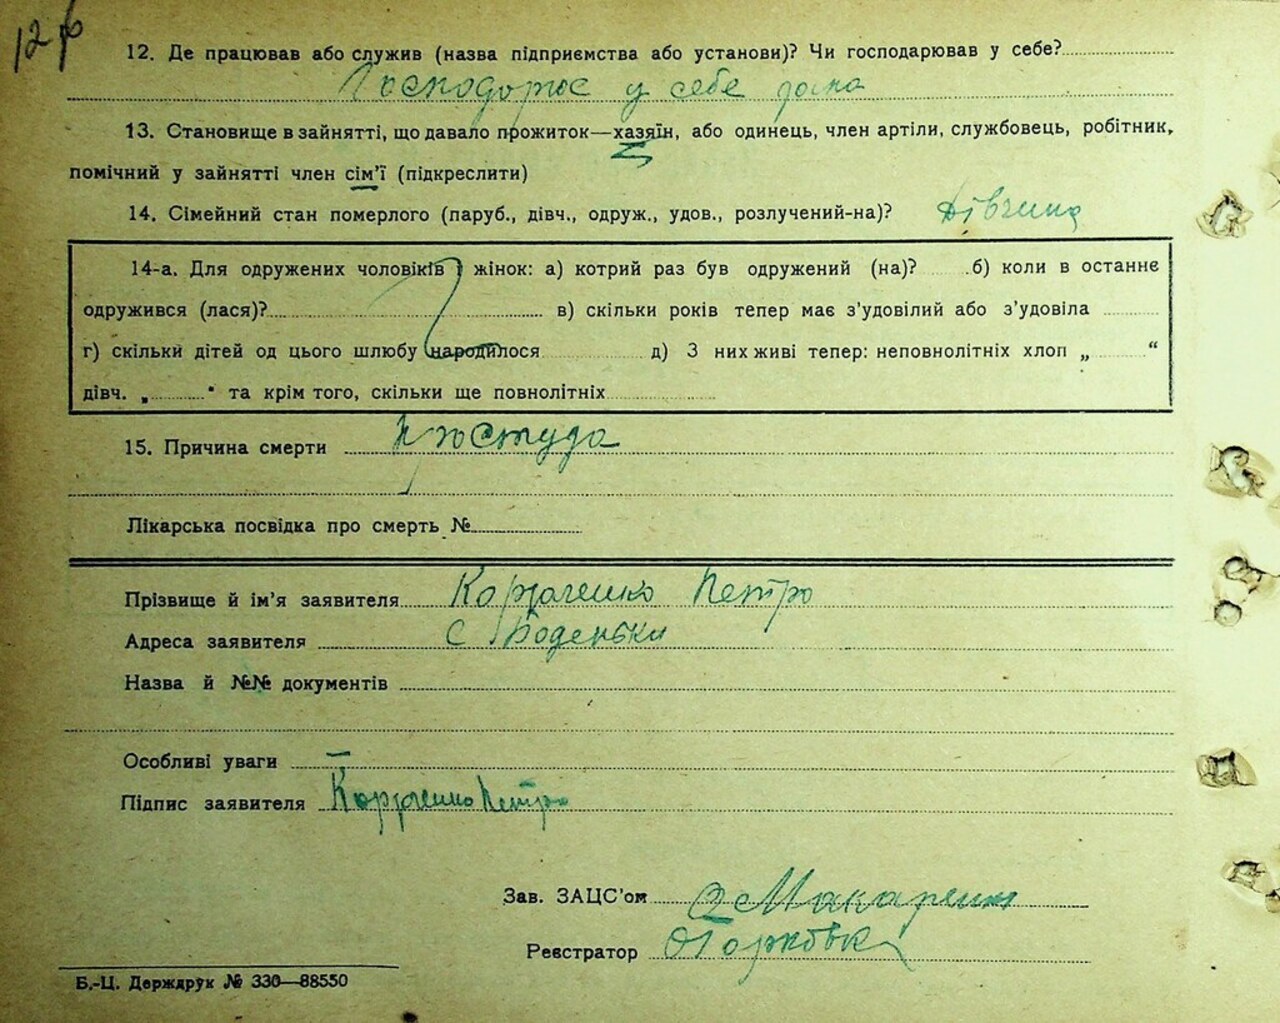 12. Де працював або служив (назва підприємства або установи)? Чи господарював у себе?
Господорює у себе дома
13. Становище в зайнятті, що давало прожиток—хазяїн, або одинець, член артіли, службовець, робітник,
помічний у зайнятті член сім'ї (підкреслити)
14. Сімейний стан померлого (паруб., дівч., одруж., удов., розлучений-на)? Дівчина
14-а. Для одружених чоловіків і жінок: а) котрий раз був одружений (на)? б) коли в останнє
одружився (лася)? в) скільки років тепер має з'удовілий або з'удовіла
г) скільки дітей од цього шлюбу народилося д) З них живі тепер: неповнолітніх хлоп „ “
дівч. „ “ та крім того, скільки ще повнолітніх
15. Причина смерти простуда
Лікарська посвідка про смерть №
Прізвище й ім'я заявителя Петро
Адреса заявителя С Боденьки
Назва й №№ документів
Особливі уваги —
Підпис заявителя Петро
Зав. ЗАЦС'ом Макаренко
Реєстратор
Б.-Ц. Держдрук № 330—88550